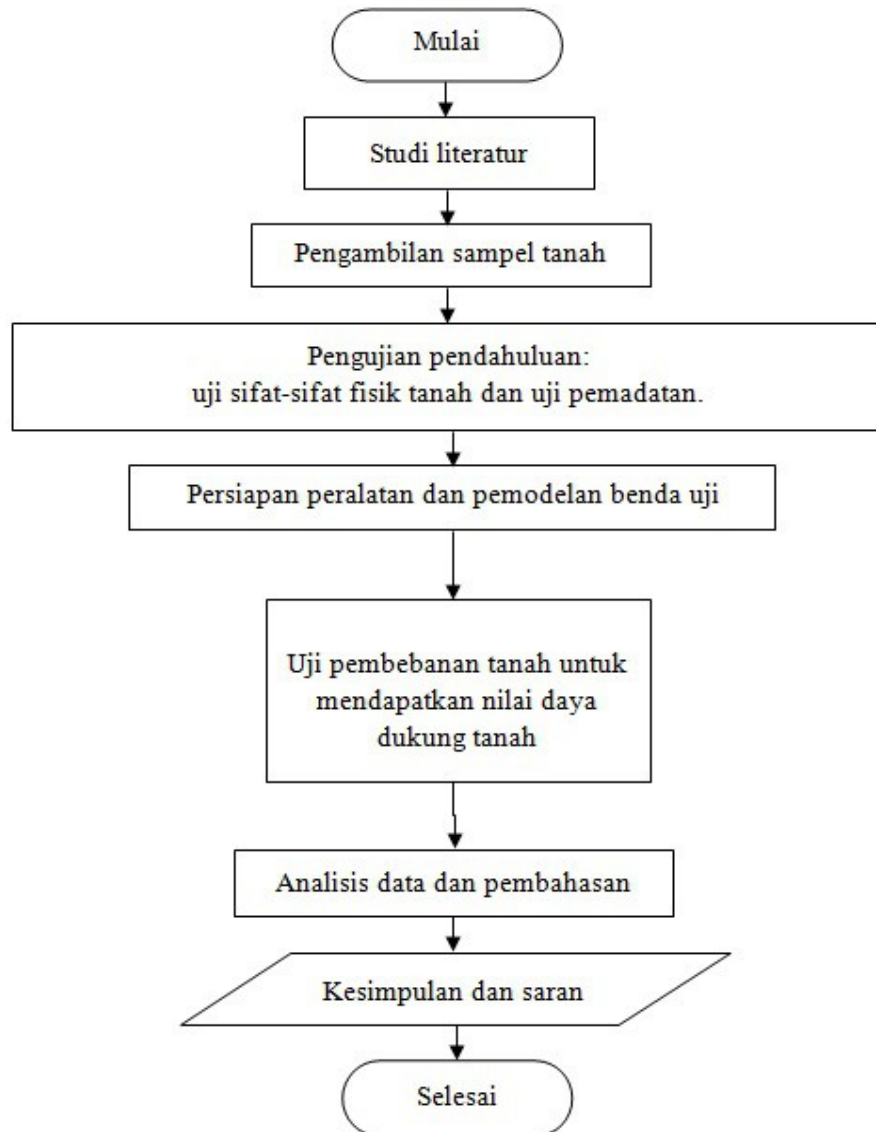 Mulai
Studi literatur
Pengambilan sampel tanah
Pengujian pendahuluan:
uji sifat-sifat fisik tanah dan uji pemadatan.
Persiapan peralatan dan pemodelan benda uji
Uji pembebanan tanah untuk
mendapatkan nilai daya
dukung tanah
Analisis data dan pembahasan
Kesimpulan dan saran
Selesai